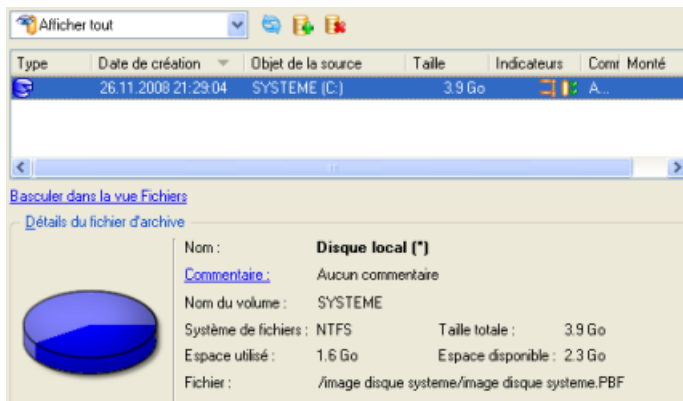 Afficher tout
Type Date de création Objet de la source Taille Indicateurs Comr Monté
26.11.2008 21:29:04 SYSTEME (C:) 3.9 Go A...
Basculer dans la vue Fichiers
Détails du fichier d'archive
Nom : Disque local (*)
Commentaire : Aucun commentaire
Nom du volume : SYSTEME
Système de fichiers : NTFS Taille totale : 3.9 Go
Espace utilisé : 1.6 Go Espace disponible : 2.3 Go
Fichier : /image disque systeme/image disque systeme.PBF